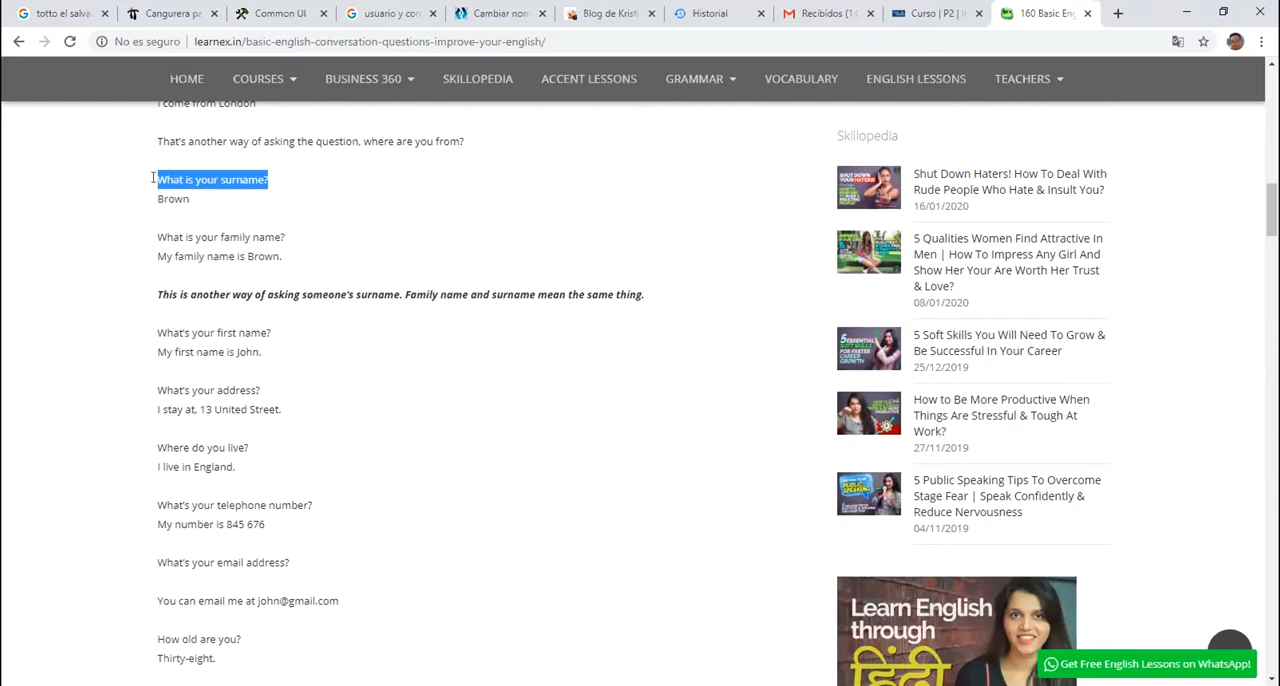 totto el salva
Cangurera pa
Common UI
usuario y con
Cambiar nom
Blog de Krist
Historial
Recibidos (1.0
Curso | P2 | In
160 Basic Eng
No es seguro | learnex.in/basic-english-conversation-questions-improve-your-english/
HOME COURSES BUSINESS 360 SKILLOPEDIA ACCENT LESSONS GRAMMAR VOCABULARY ENGLISH LESSONS TEACHERS
I come from London
That's another way of asking the question, where are you from?
What is your surname?
Brown
What is your family name?
My family name is Brown.
This is another way of asking someone's surname. Family name and surname mean the same thing.
What's your first name?
My first name is John.
What's your address?
I stay at, 13 United Street.
Where do you live?
I live in England.
What's your telephone number?
My number is 845 676
What's your email address?
You can email me at john@gmail.com
How old are you?
Thirty-eight.
Skillopedia
Shut Down Haters! How To Deal With
Rude People Who Hate & Insult You?
16/01/2020
5 Qualities Women Find Attractive In
Men | How To Impress Any Girl And
Show Her Your Are Worth Her Trust
& Love?
08/01/2020
5 Soft Skills You Will Need To Grow &
Be Successful In Your Career
25/12/2019
How to Be More Productive When
Things Are Stressful & Tough At
Work?
27/11/2019
5 Public Speaking Tips To Overcome
Stage Fear | Speak Confidently &
Reduce Nervousness
04/11/2019
Learn English
through
हिंदी
Get Free English Lessons on WhatsApp!